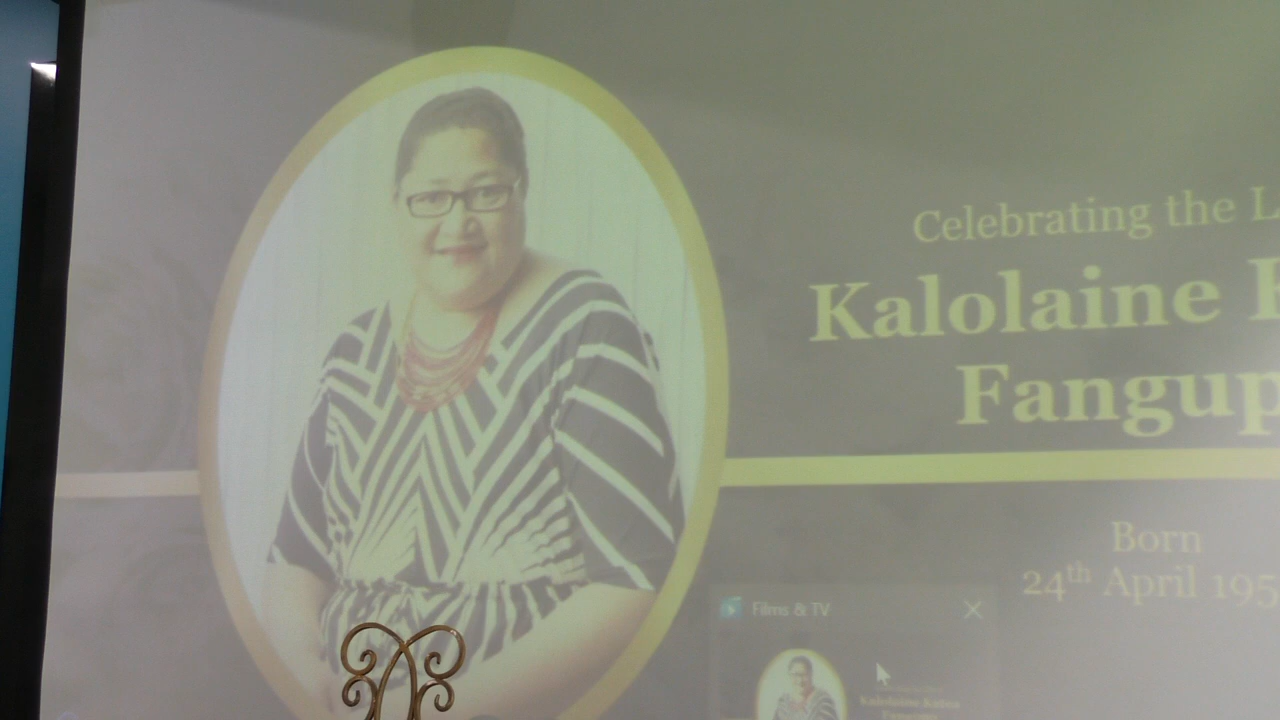 Celebrating the L
Kalolaine
Fangup
Born
24th April 195
Films & TV